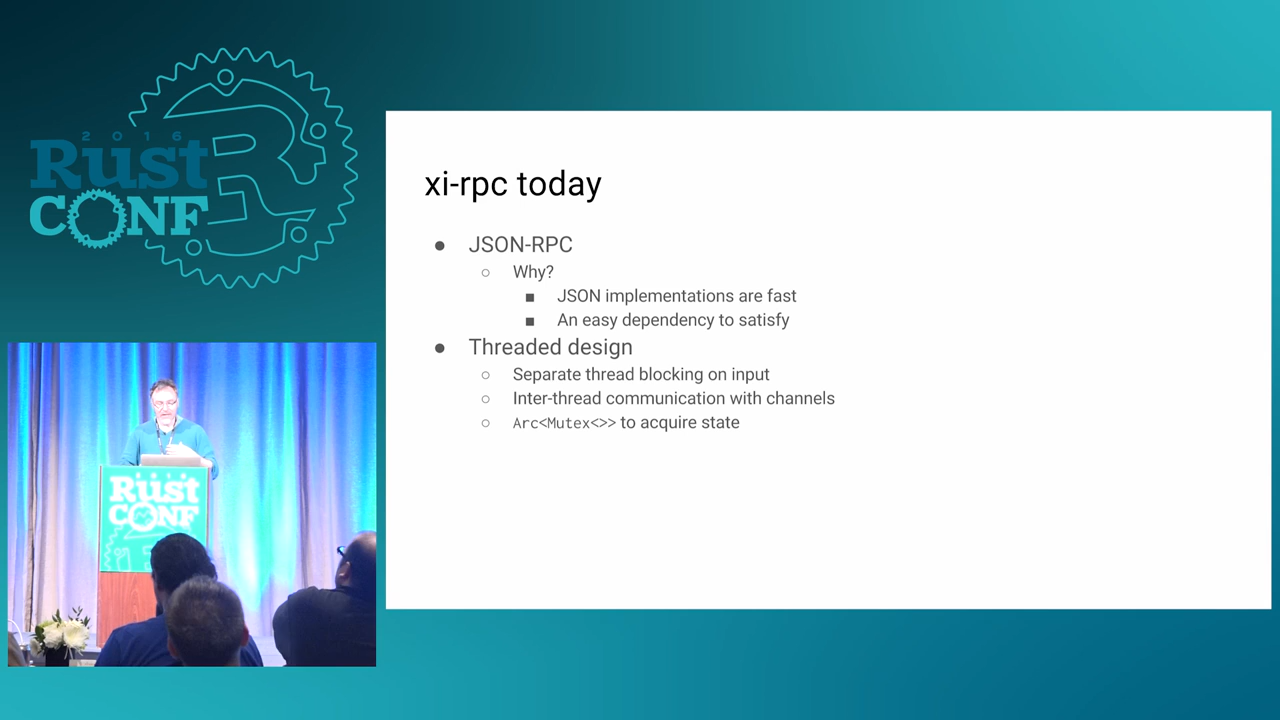 2016
Rust
CONF
xi-rpc today
● JSON-RPC
○ Why?
■ JSON implementations are fast
■ An easy dependency to satisfy
● Threaded design
○ Separate thread blocking on input
○ Inter-thread communication with channels
○ Arc<Mutex<>> to acquire state
Rust
CONF